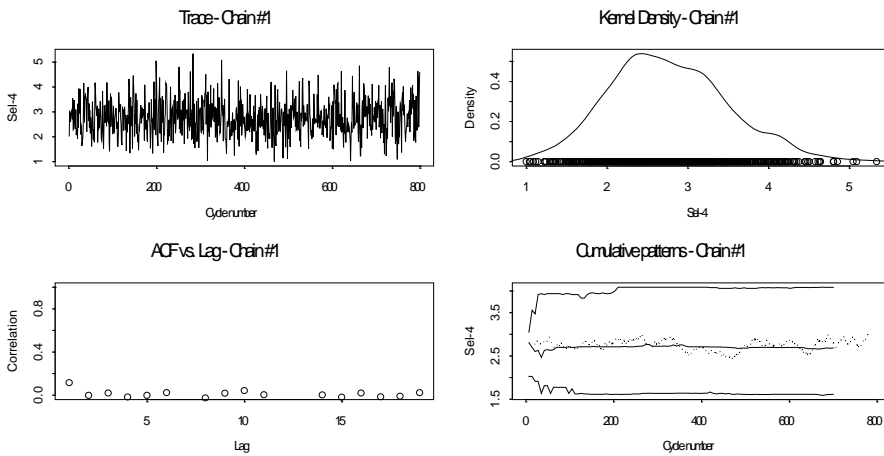 Trace - Chain #1
Sel-4
5
4
3
2
1
0 200 400 600 800
Cycle number
Kernel Density - Chain #1
Density
0.4
0.2
0.0
1 2 3 4 5
Sel-4
ACF vs. Lag - Chain #1
Correlation
0.8
0.4
0.0
5 10 15
Lag
Cumulative patterns - Chain #1
Sel-4
3.5
2.5
1.5
0 200 400 600 800
Cycle number